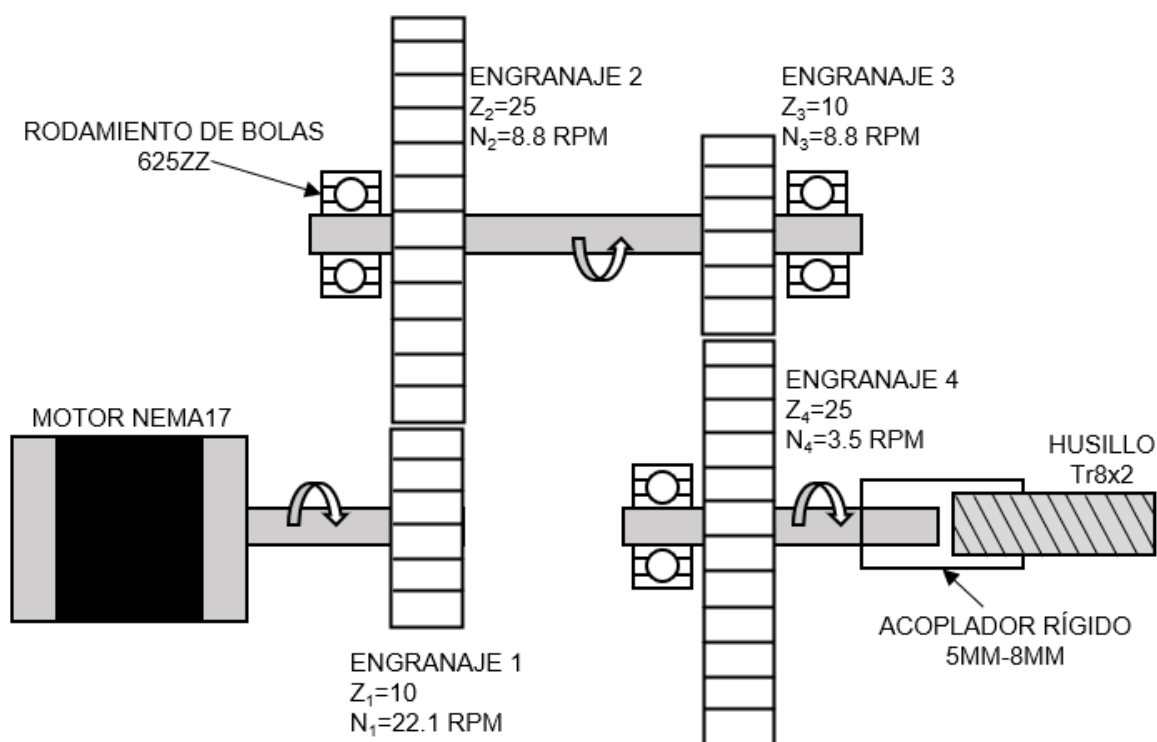 ENGRANAJE 2
Z₂=25
N₂=8.8 RPM
ENGRANAJE 3
Z₃=10
N₃=8.8 RPM
RODAMIENTO DE BOLAS
625ZZ
MOTOR NEMA17
ENGRANAJE 4
Z₄=25
N₄=3.5 RPM
HUSILLO
Tr8x2
ACOPLADOR RÍGIDO
5MM-8MM
ENGRANAJE 1
Z₁=10
N₁=22.1 RPM